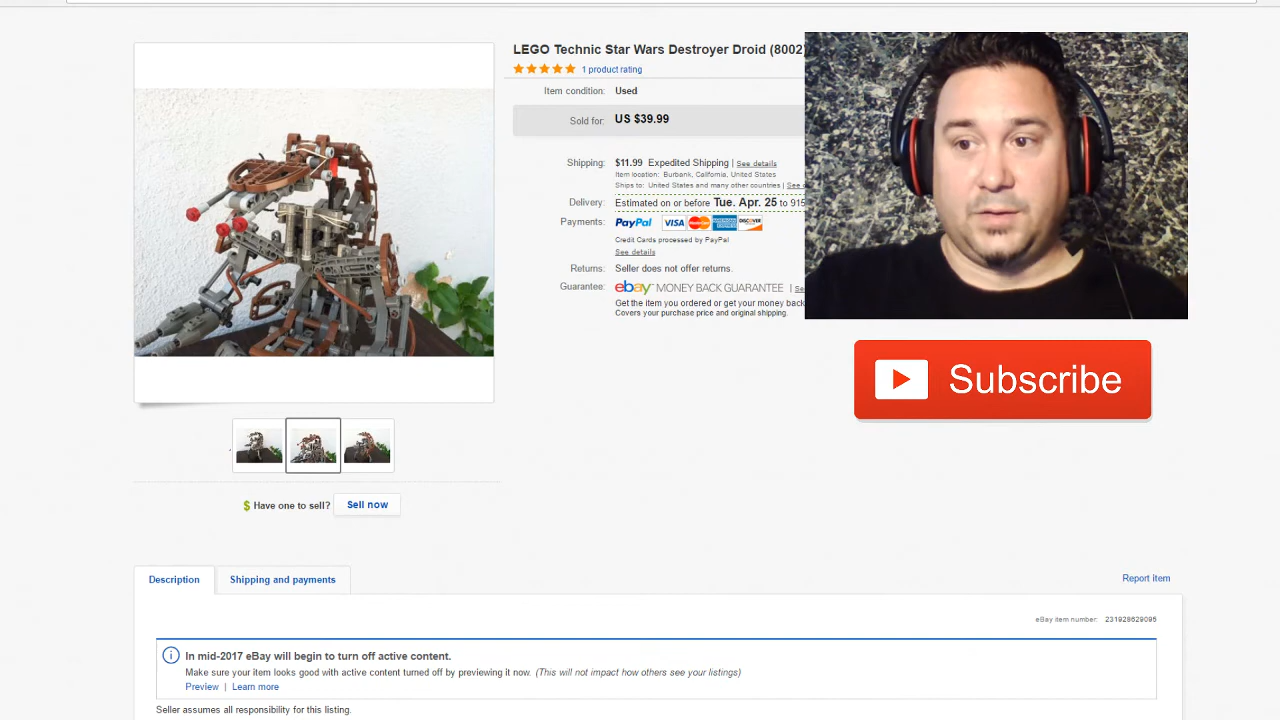 LEGO Technic Star Wars Destroyer Droid (8002)
1 product rating
Item condition: Used
Sold for: US $39.99
Shipping: $11.99 Expedited Shipping | See details
Item location: Burbank, California, United States
Ships to: United States and many other countries | See
Delivery: Estimated on or before Tue. Apr. 25 to 915
Payments: PayPal VISA MasterCard DISCOVER
Credit Cards processed by PayPal
See details
Returns: Seller does not offer returns.
Guarantee: ebay MONEY BACK GUARANTEE |
Get the item you ordered or get your money back
Covers your purchase price and original shipping.
Subscribe
$ Have one to sell? Sell now
Description Shipping and payments
Report item
eBay item number: 231928629095
In mid-2017 eBay will begin to turn off active content.
Make sure your item looks good with active content turned off by previewing it now. (This will not impact how others see your listings)
Preview | Learn more
Seller assumes all responsibility for this listing.